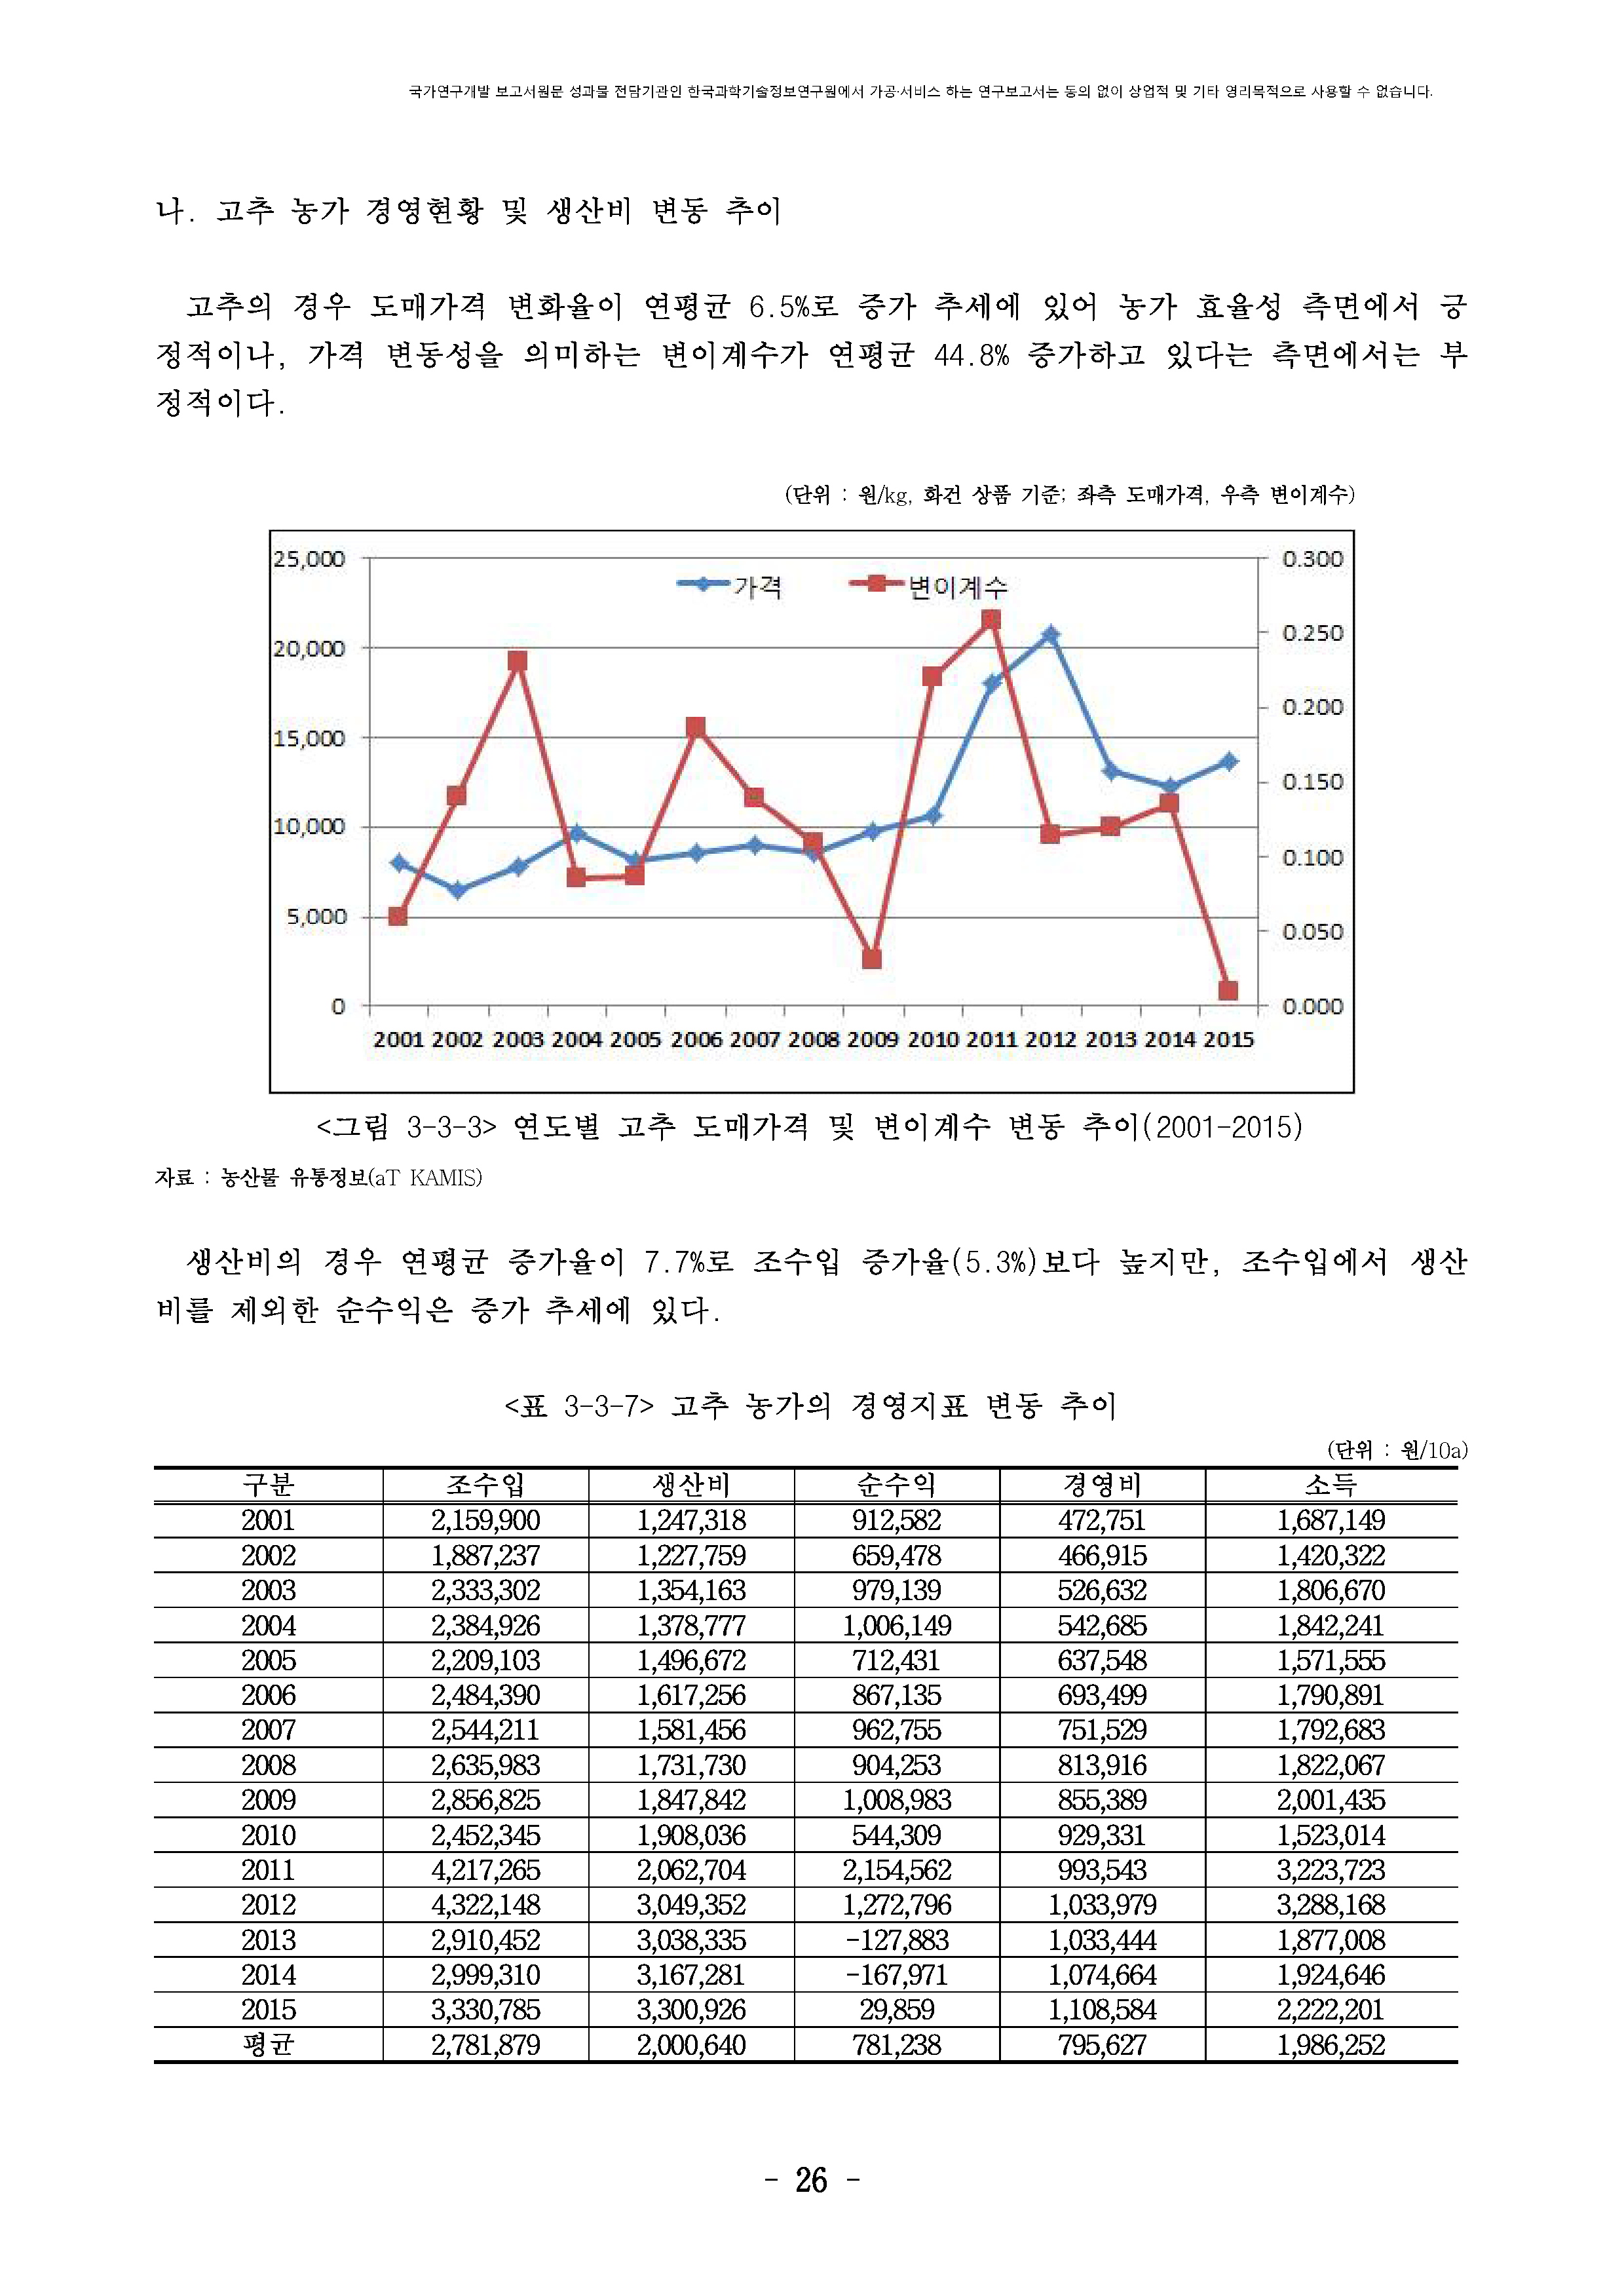 국가연구개발 보고서원문 성과물 전담기관인 한국과학기술정보연구원에서 가공·서비스 하는 연구보고서는 동의 없이 상업적 및 기타 영리목적으로 사용할 수 없습니다.
나. 고추 농가 경영현황 및 생산비 변동 추이
고추의 경우 도매가격 변화율이 연평균 6.5%로 증가 추세에 있어 농가 효율성 측면에서 긍
정적이나, 가격 변동성을 의미하는 변이계수가 연평균 44.8% 증가하고 있다는 측면에서는 부
정적이다.
(단위 : 원/kg, 화건 상품 기준; 좌측 도매가격, 우측 변이계수)
25,000 0.300
가격 변이계수
0.250
20,000
0.200
15,000
0.150
10,000
0.100
5,000
0.050
0 0.000
2001 2002 2003 2004 2005 2006 2007 2008 2009 2010 2011 2012 2013 2014 2015
<그림 3-3-3> 연도별 고추 도매가격 및 변이계수 변동 추이(2001-2015)
자료 : 농산물 유통정보(aT KAMIS)
생산비의 경우 연평균 증가율이 7.7%로 조수입 증가율(5.3%)보다 높지만, 조수입에서 생산
비를 제외한 순수익은 증가 추세에 있다.
<표 3-3-7> 고추 농가의 경영지표 변동 추이
(단위 : 원/10a)
구분 조수입 생산비 순수익 경영비 소득
2001 2,159,900 1,247,318 912,582 472,751 1,687,149
2002 1,887,237 1,227,759 659,478 466,915 1,420,322
2003 2,333,302 1,354,163 979,139 526,632 1,806,670
2004 2,384,926 1,378,777 1,006,149 542,685 1,842,241
2005 2,209,103 1,496,672 712,431 637,548 1,571,555
2006 2,484,390 1,617,256 867,135 693,499 1,790,891
2007 2,544,211 1,581,456 962,755 751,529 1,792,683
2008 2,635,983 1,731,730 904,253 813,916 1,822,067
2009 2,856,825 1,847,842 1,008,983 855,389 2,001,435
2010 2,452,345 1,908,036 544,309 929,331 1,523,014
2011 4,217,265 2,062,704 2,154,562 993,543 3,223,723
2012 4,322,148 3,049,352 1,272,796 1,033,979 3,288,168
2013 2,910,452 3,038,335 -127,883 1,033,444 1,877,008
2014 2,999,310 3,167,281 -167,971 1,074,664 1,924,646
2015 3,330,785 3,300,926 29,859 1,108,584 2,222,201
평균 2,781,879 2,000,640 781,238 795,627 1,986,252
- 26 -